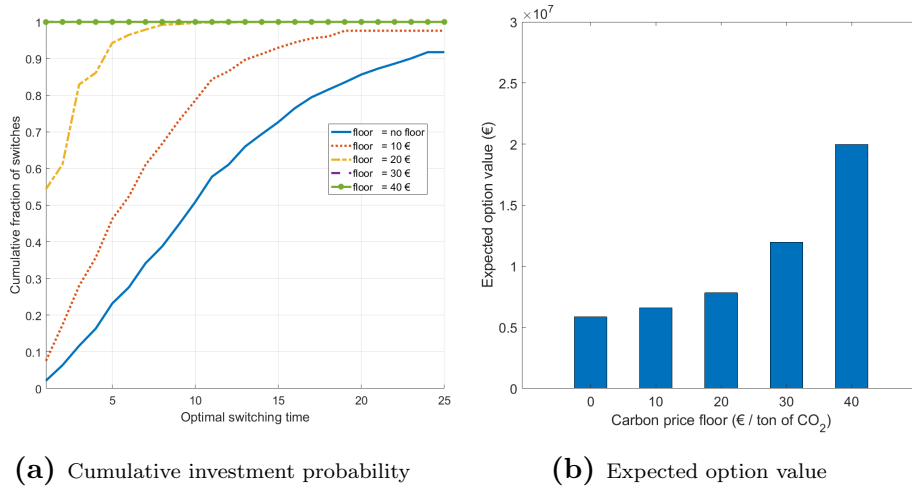 1
0.9
0.8
0.7
0.6
0.5
0.4
0.3
0.2
0.1
0
5
10
15
20
25
Cumulative fraction of switches
Optimal switching time
floor = no floor
floor = 10 €
floor = 20 €
floor = 30 €
floor = 40 €
(a) Cumulative investment probability
×10⁷
3
2.5
2
1.5
1
0.5
0
0
10
20
30
40
Expected option value (€)
Carbon price floor (€ / ton of CO₂)
(b) Expected option value